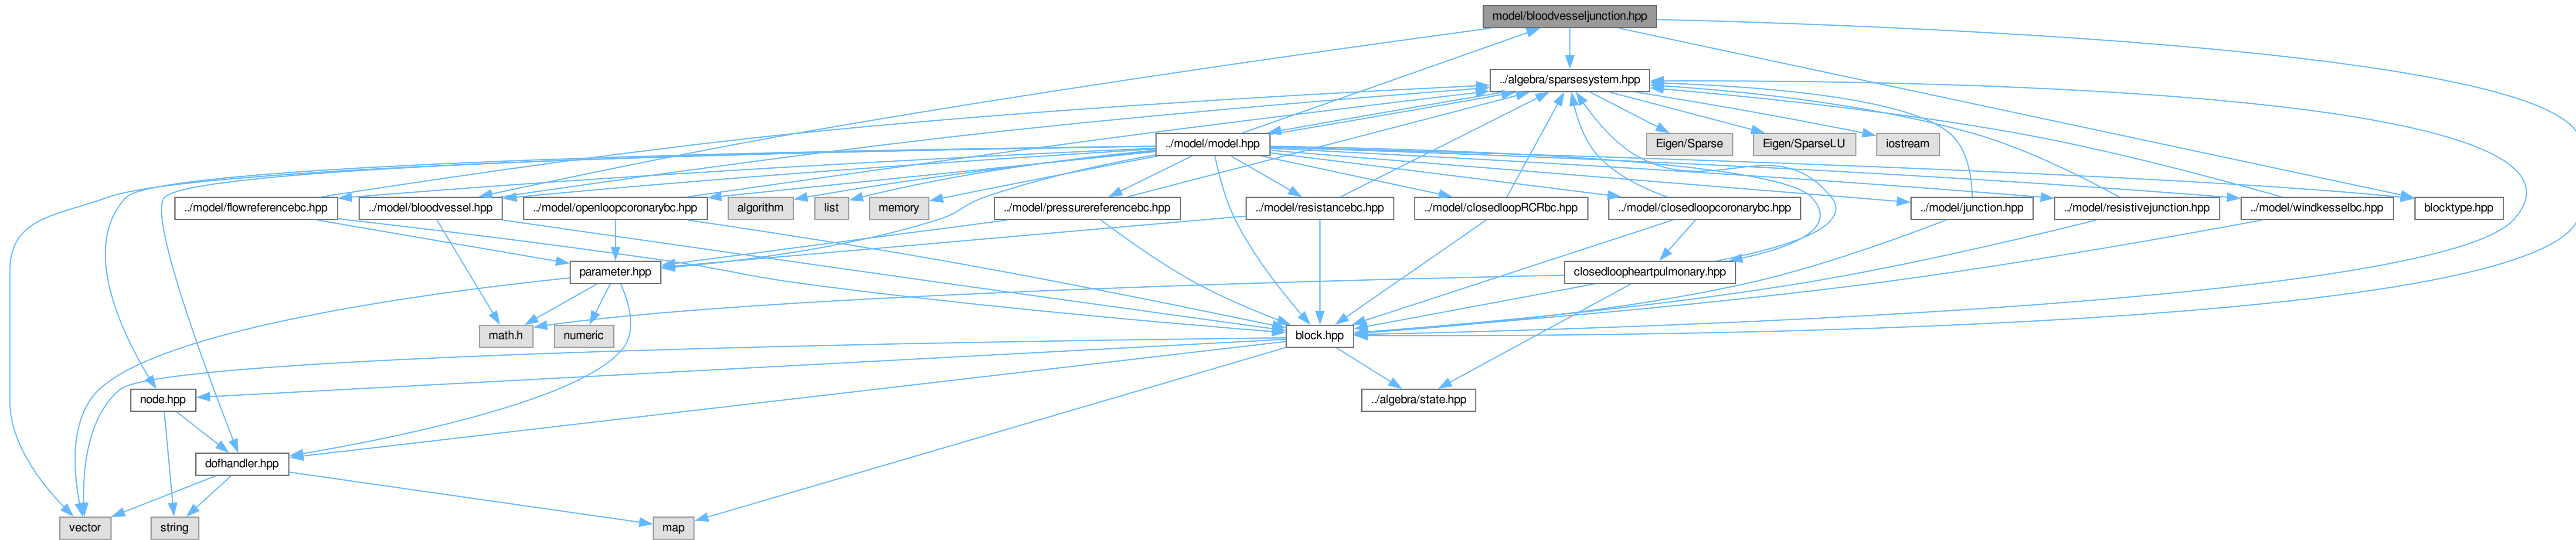 model/bloodvesseljunction.hpp
../algebra/sparsesystem.hpp
../model/model.hpp
Eigen/Sparse
Eigen/SparseLU
iostream
../model/flowreferencebc.hpp
../model/bloodvessel.hpp
../model/openloopcoronarybc.hpp
algorithm
list
memory
../model/pressurereferencebc.hpp
../model/resistancebc.hpp
../model/closedloopRCRbc.hpp
../model/closedloopcoronarybc.hpp
../model/junction.hpp
../model/resistivejunction.hpp
../model/windkesselbc.hpp
blocktype.hpp
parameter.hpp
closedloopheartpulmonary.hpp
math.h
numeric
block.hpp
node.hpp
../algebra/state.hpp
dofhandler.hpp
vector
string
map